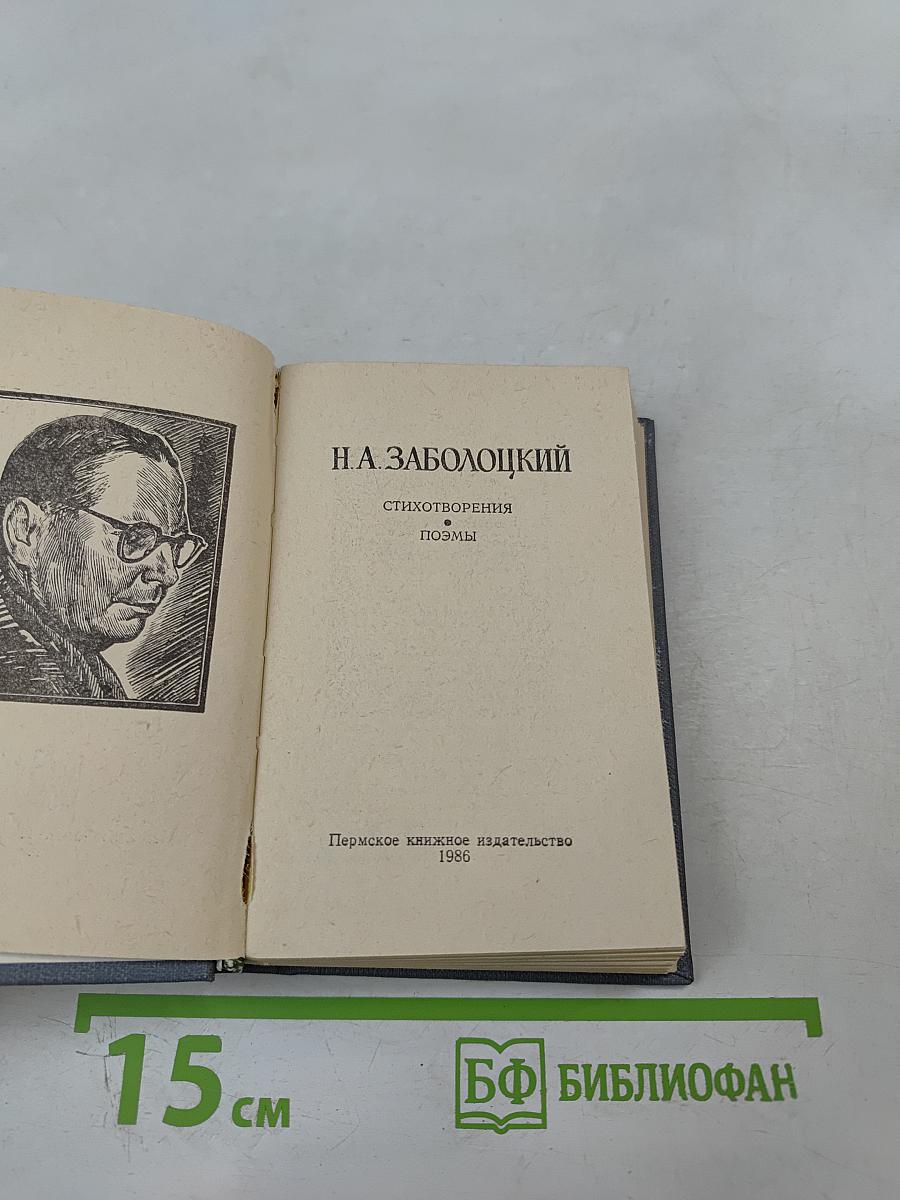 Н. А. ЗАБОЛОЦКИЙ
СТИХОТВОРЕНИЯ
ПОЭМЫ
Пермское книжное издательство
1986
15 см
БФ БИБЛИОФАН